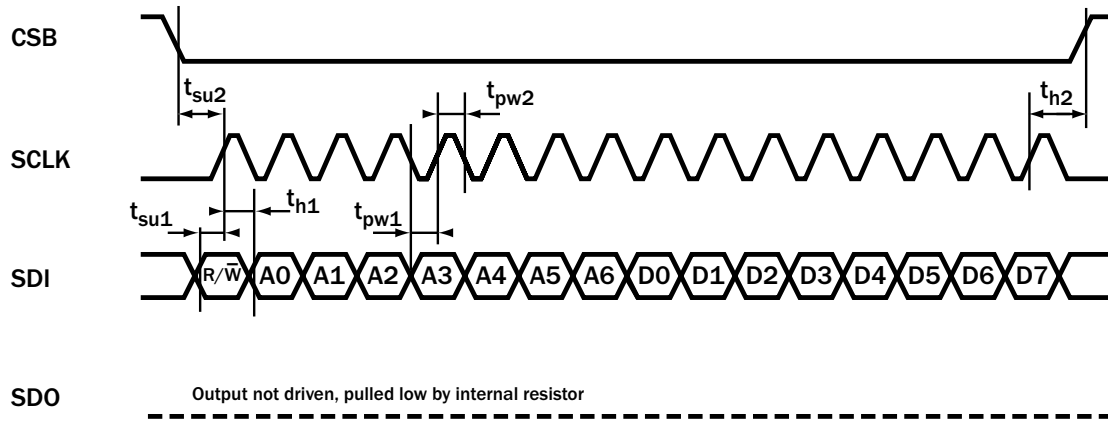 CSB
tsu2
tpw2
th2
SCLK
tsu1
th1
tpw1
SDI
R/W̅ A0 A1 A2 A3 A4 A5 A6 D0 D1 D2 D3 D4 D5 D6 D7
SDO
Output not driven, pulled low by internal resistor